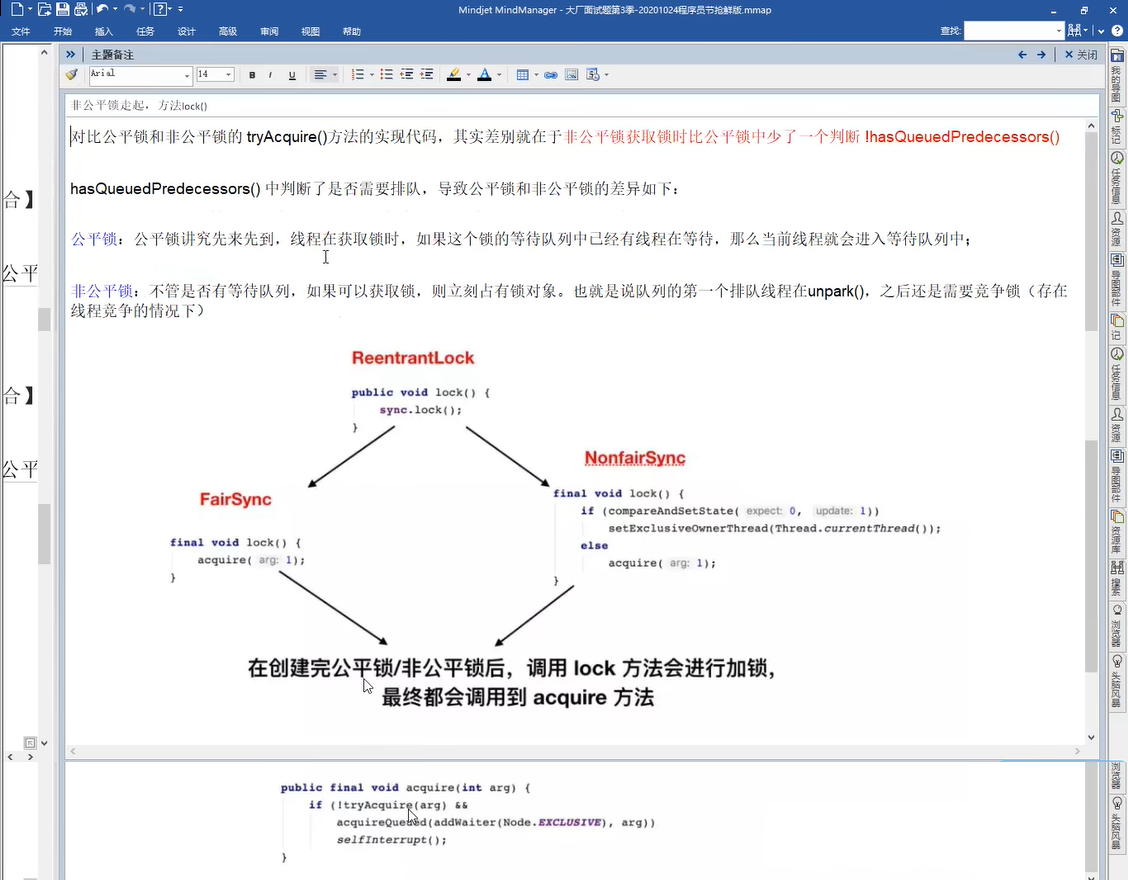 Mindjet MindManager - 大厂面试题第3季-20201024程序员节抢鲜版.mmap
文件 开始 插入 任务 设计 高级 审阅 视图 帮助 查找:
主题备注 关闭
Arial 14 B I U
非公平锁走起，方法lock()
对比公平锁和非公平锁的 tryAcquire()方法的实现代码，其实差别就在于非公平锁获取锁时比公平锁中少了一个判断 !hasQueuedPredecessors()
hasQueuedPredecessors() 中判断了是否需要排队，导致公平锁和非公平锁的差异如下：
公平锁：公平锁讲究先来先到，线程在获取锁时，如果这个锁的等待队列中已经有线程在等待，那么当前线程就会进入等待队列中；
非公平锁：不管是否有等待队列，如果可以获取锁，则立刻占有锁对象。也就是说队列的第一个排队线程在unpark()，之后还是需要竞争锁（存在
线程竞争的情况下）
ReentrantLock
public void lock() {
sync.lock();
}
FairSync
final void lock() {
acquire( arg: 1);
}
NonfairSync
final void lock() {
if (compareAndSetState( expect: 0, update: 1))
setExclusiveOwnerThread(Thread.currentThread());
else
acquire( arg: 1);
}
在创建完公平锁/非公平锁后，调用 lock 方法会进行加锁，
最终都会调用到 acquire 方法
public final void acquire(int arg) {
if (!tryAcquire(arg) &&
acquireQueued(addWaiter(Node.EXCLUSIVE), arg))
selfInterrupt();
}
合】
公平
合】
公平
我的导图
标记
任务信息
资源
导图部件
记
任务信息
资源
导图部件
资源库
搜索
浏览器
头脑风暴
浏览器
头脑风暴